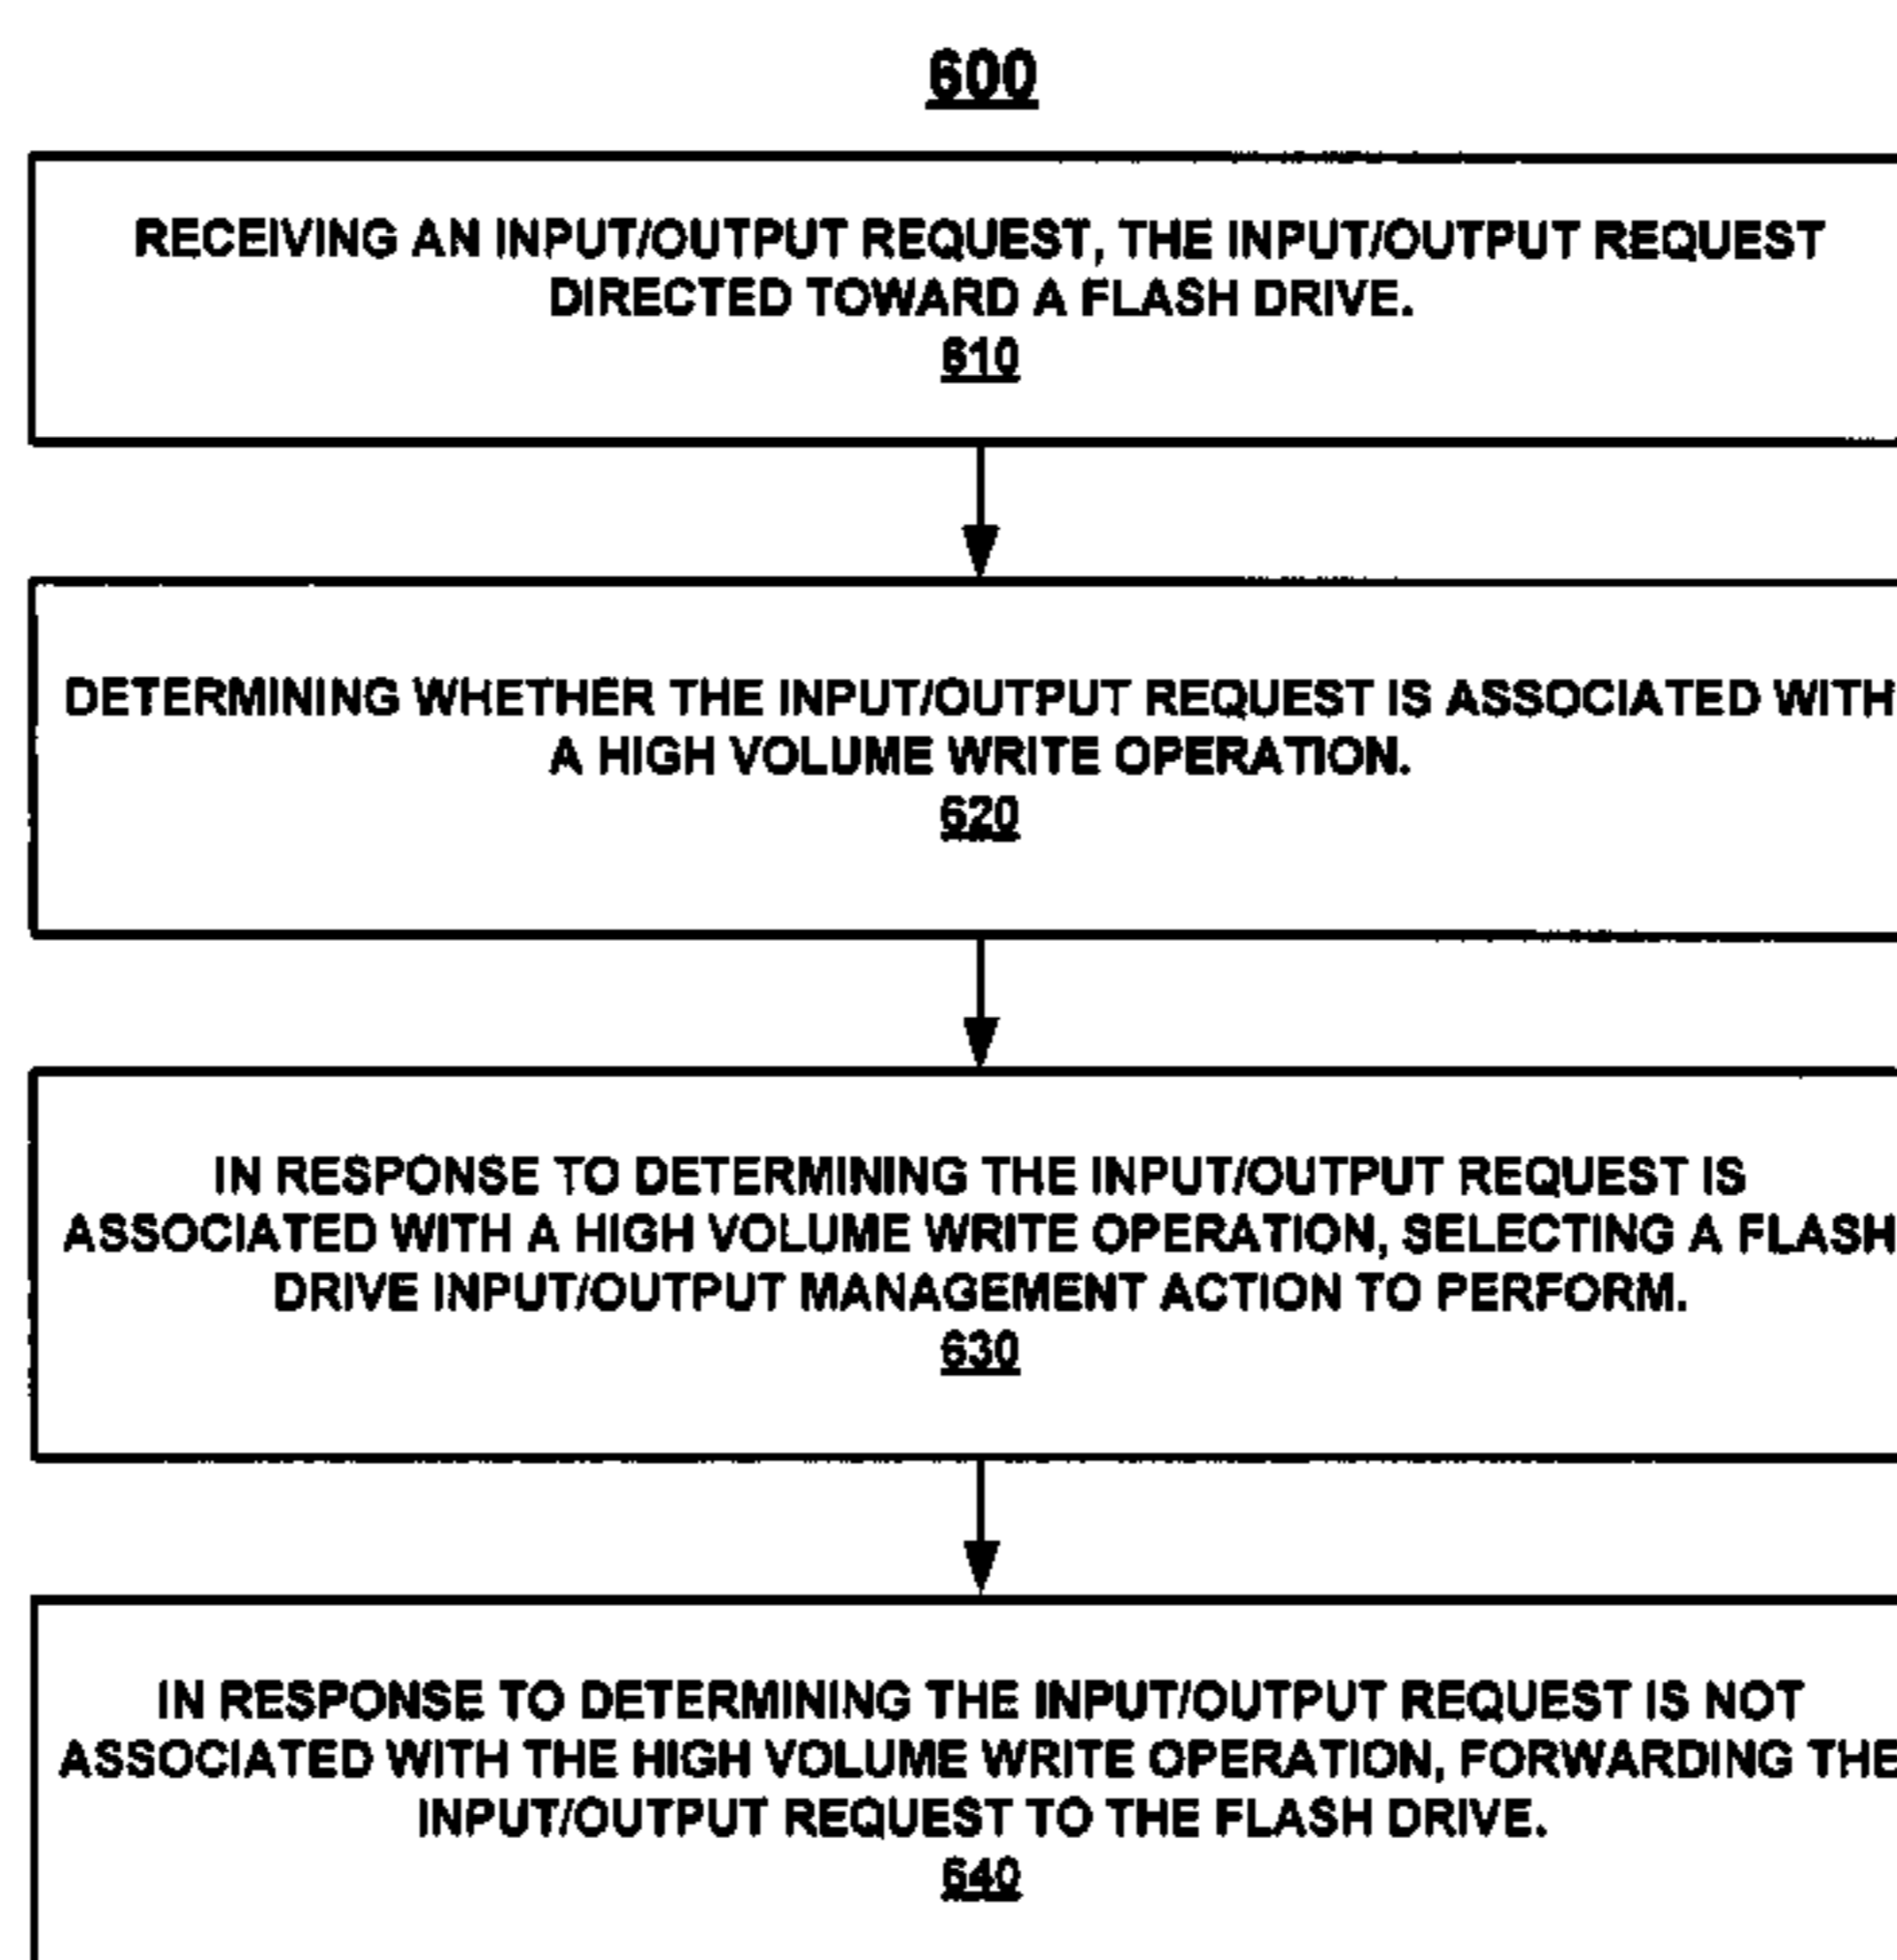 600
RECEIVING AN INPUT/OUTPUT REQUEST, THE INPUT/OUTPUT REQUEST
DIRECTED TOWARD A FLASH DRIVE.
610
DETERMINING WHETHER THE INPUT/OUTPUT REQUEST IS ASSOCIATED WITH
A HIGH VOLUME WRITE OPERATION.
620
IN RESPONSE TO DETERMINING THE INPUT/OUTPUT REQUEST IS
ASSOCIATED WITH A HIGH VOLUME WRITE OPERATION, SELECTING A FLASH
DRIVE INPUT/OUTPUT MANAGEMENT ACTION TO PERFORM.
630
IN RESPONSE TO DETERMINING THE INPUT/OUTPUT REQUEST IS NOT
ASSOCIATED WITH THE HIGH VOLUME WRITE OPERATION, FORWARDING THE
INPUT/OUTPUT REQUEST TO THE FLASH DRIVE.
640